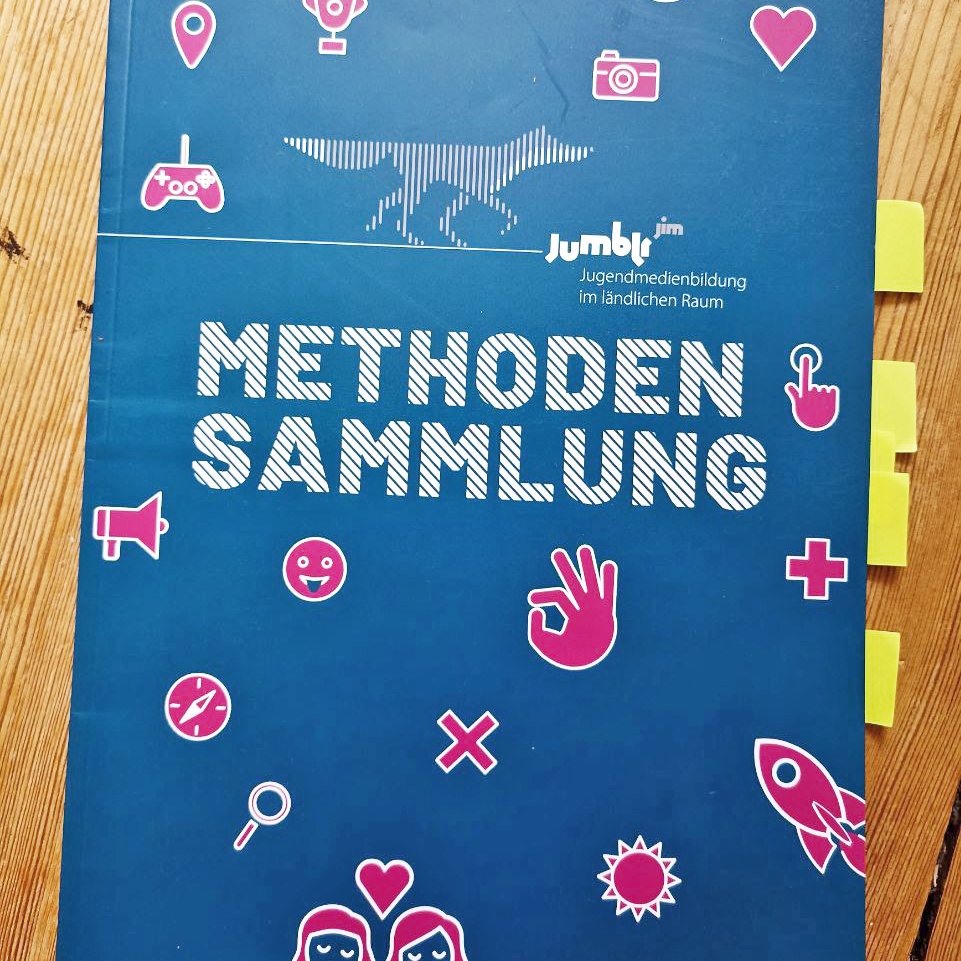 jumblr jim
Jugendmedienbildung
im ländlichen Raum
METHODEN
SAMMLUNG